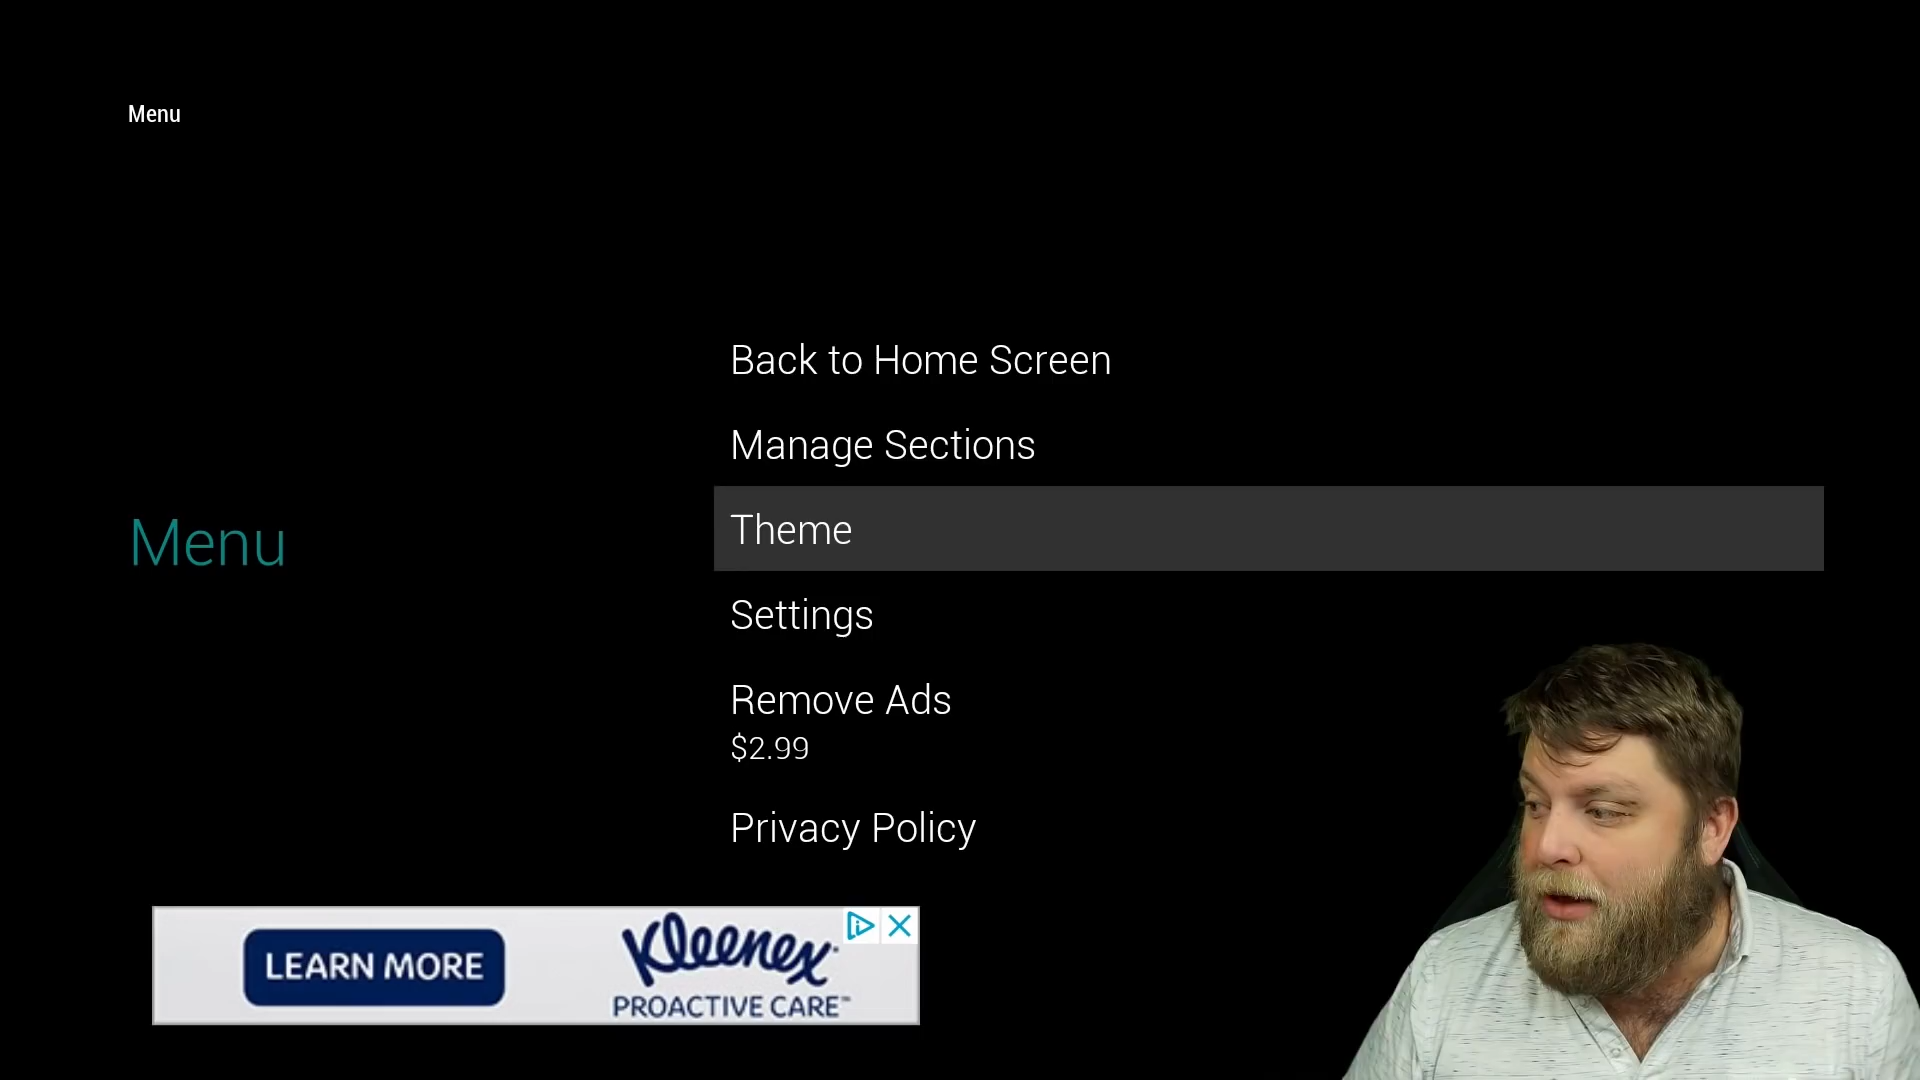 Menu
Back to Home Screen
Manage Sections
Menu
Theme
Settings
Remove Ads
$2.99
Privacy Policy
LEARN MORE
Kleenex
PROACTIVE CARE™